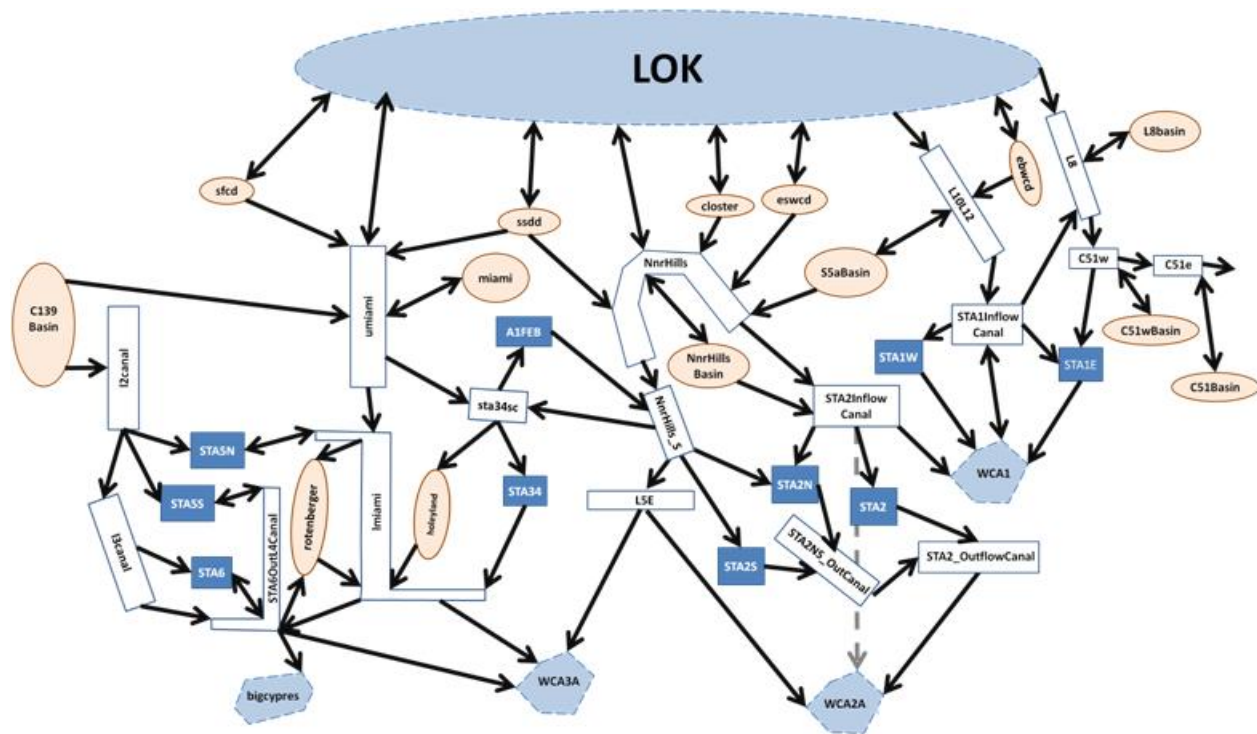 LOK
L8basin
L8
ebwcd
L10L12
sfcd
closter
eswcd
ssdd
NnrHills
S5aBasin
miami
C51w
C51e
C139
Basin
umiami
A1FEB
STA1Inflow
Canal
C51wBasin
l2canal
NnrHills
Basin
STA1W
STA1E
C51Basin
sta34sc
STA2Inflow
Canal
NnrHills_S
STA5N
STA5S
rotenberger
lmiami
holeyland
STA34
L5E
STA2N
STA2
WCA1
l3canal
STA6
STA6OutL4Canal
STA2S
STA2NS_OutCanal
STA2_OutflowCanal
bigcypres
WCA3A
WCA2A